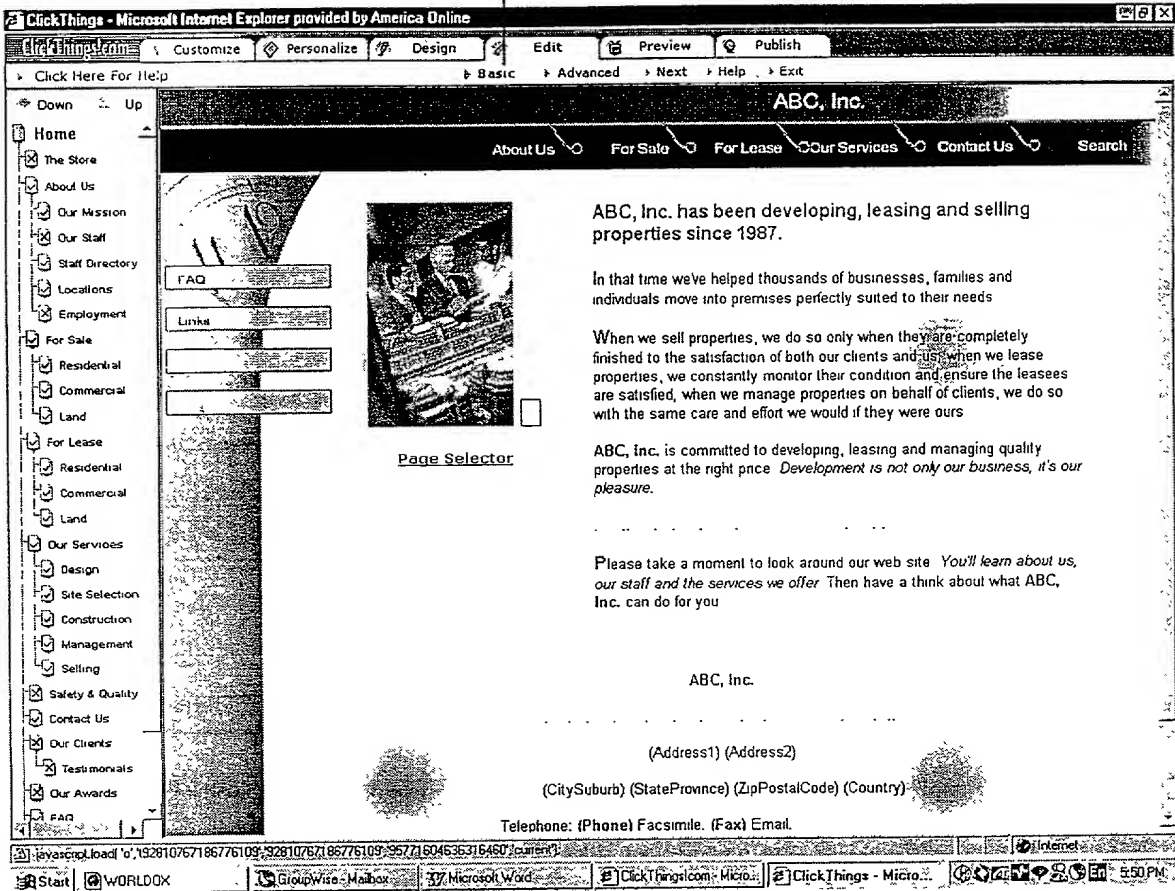 ClickThings - Microsoft Internet Explorer provided by America Online
ClickThings!com Customize Personalize Design Edit Preview Publish
Click Here For Help Basic Advanced Next Help Exit
Down Up
Home
The Store
About Us
Our Mission
Our Staff
Staff Directory
Locations
Employment
For Sale
Residential
Commercial
Land
For Lease
Residential
Commercial
Land
Our Services
Design
Site Selection
Construction
Management
Selling
Safety & Quality
Contact Us
Our Clients
Testimonials
Our Awards
FAQ
ABC, Inc.
About Us For Sale For Lease Our Services Contact Us Search
FAQ
Links
Page Selector
ABC, Inc. has been developing, leasing and selling
properties since 1987.
In that time we've helped thousands of businesses, families and
individuals move into premises perfectly suited to their needs
When we sell properties, we do so only when they are completely
finished to the satisfaction of both our clients and us, when we lease
properties, we constantly monitor their condition and ensure the leasees
are satisfied, when we manage properties on behalf of clients, we do so
with the same care and effort we would if they were ours
ABC, Inc. is committed to developing, leasing and managing quality
properties at the right price Development is not only our business, it's our
pleasure.
Please take a moment to look around our web site You'll learn about us,
our staff and the services we offer Then have a think about what ABC,
Inc. can do for you
ABC, Inc.
(Address1) (Address2)
(CitySuburb) (StateProvince) (ZipPostalCode) (Country)
Telephone: (Phone) Facsimile. (Fax) Email.
Internet
Start WORLDOX GroupWise - Mailbox Microsoft Word ClickThings!com - Micro... ClickThings - Micro... 5:50 PM